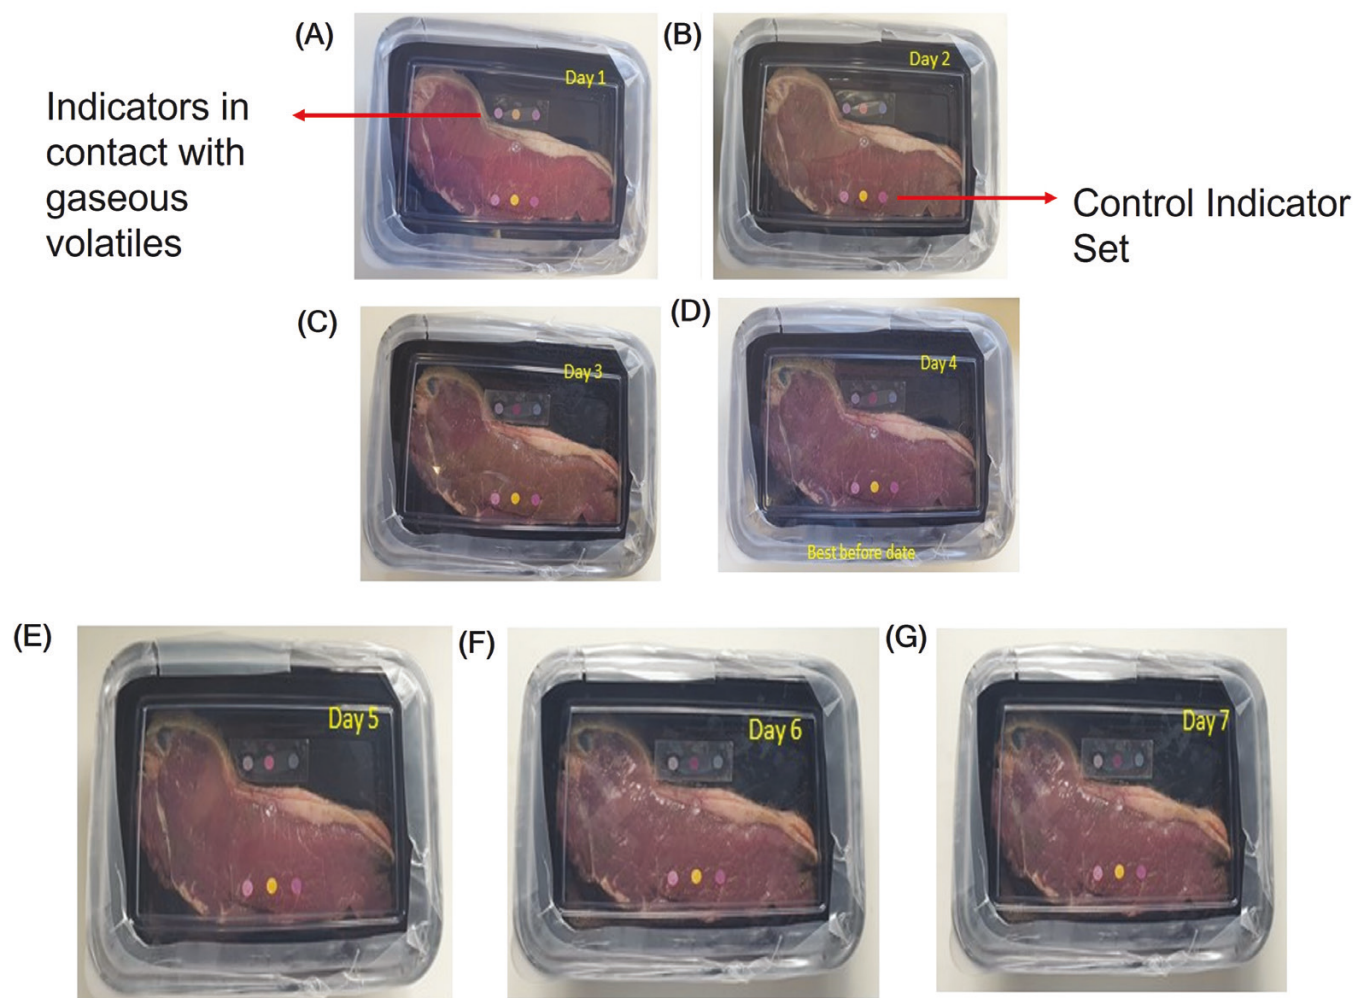 (A)
Day 1
(B)
Day 2
Indicators in
contact with
gaseous
volatiles
Control Indicator
Set
(C)
Day 3
(D)
Day 4
Best before date
(E)
Day 5
(F)
Day 6
(G)
Day 7